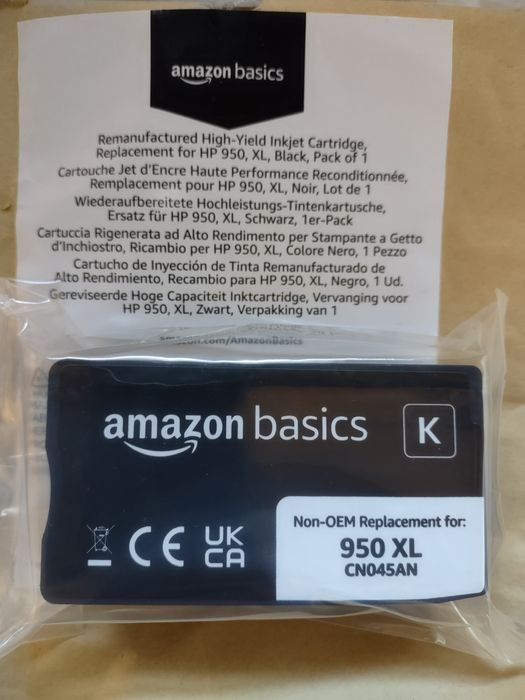 amazon basics
Remanufactured High-Yield Inkjet Cartridge,
Replacement for HP 950, XL, Black, Pack of 1
Cartouche Jet d'Encre Haute Performance Reconditionnée,
Remplacement pour HP 950, XL, Noir, Lot de 1
Wiederaufbereitete Hochleistungs-Tintenkartusche,
Ersatz für HP 950, XL, Schwarz, 1er-Pack
Cartuccia Rigenerata ad Alto Rendimento per Stampante a Getto
d'Inchiostro, Ricambio per HP 950, XL, Colore Nero, 1 Pezzo
Cartucho de Inyección de Tinta Remanufacturado de
Alto Rendimiento, Recambio para HP 950, XL, Negro, 1 Ud.
Gereviseerde Hoge Capaciteit Inktcartridge, Vervanging voor
HP 950, XL, Zwart, Verpakking van 1
amazon.com/AmazonBasics
amazon basics
K
CE
UK
CA
Non-OEM Replacement for:
950 XL
CN045AN